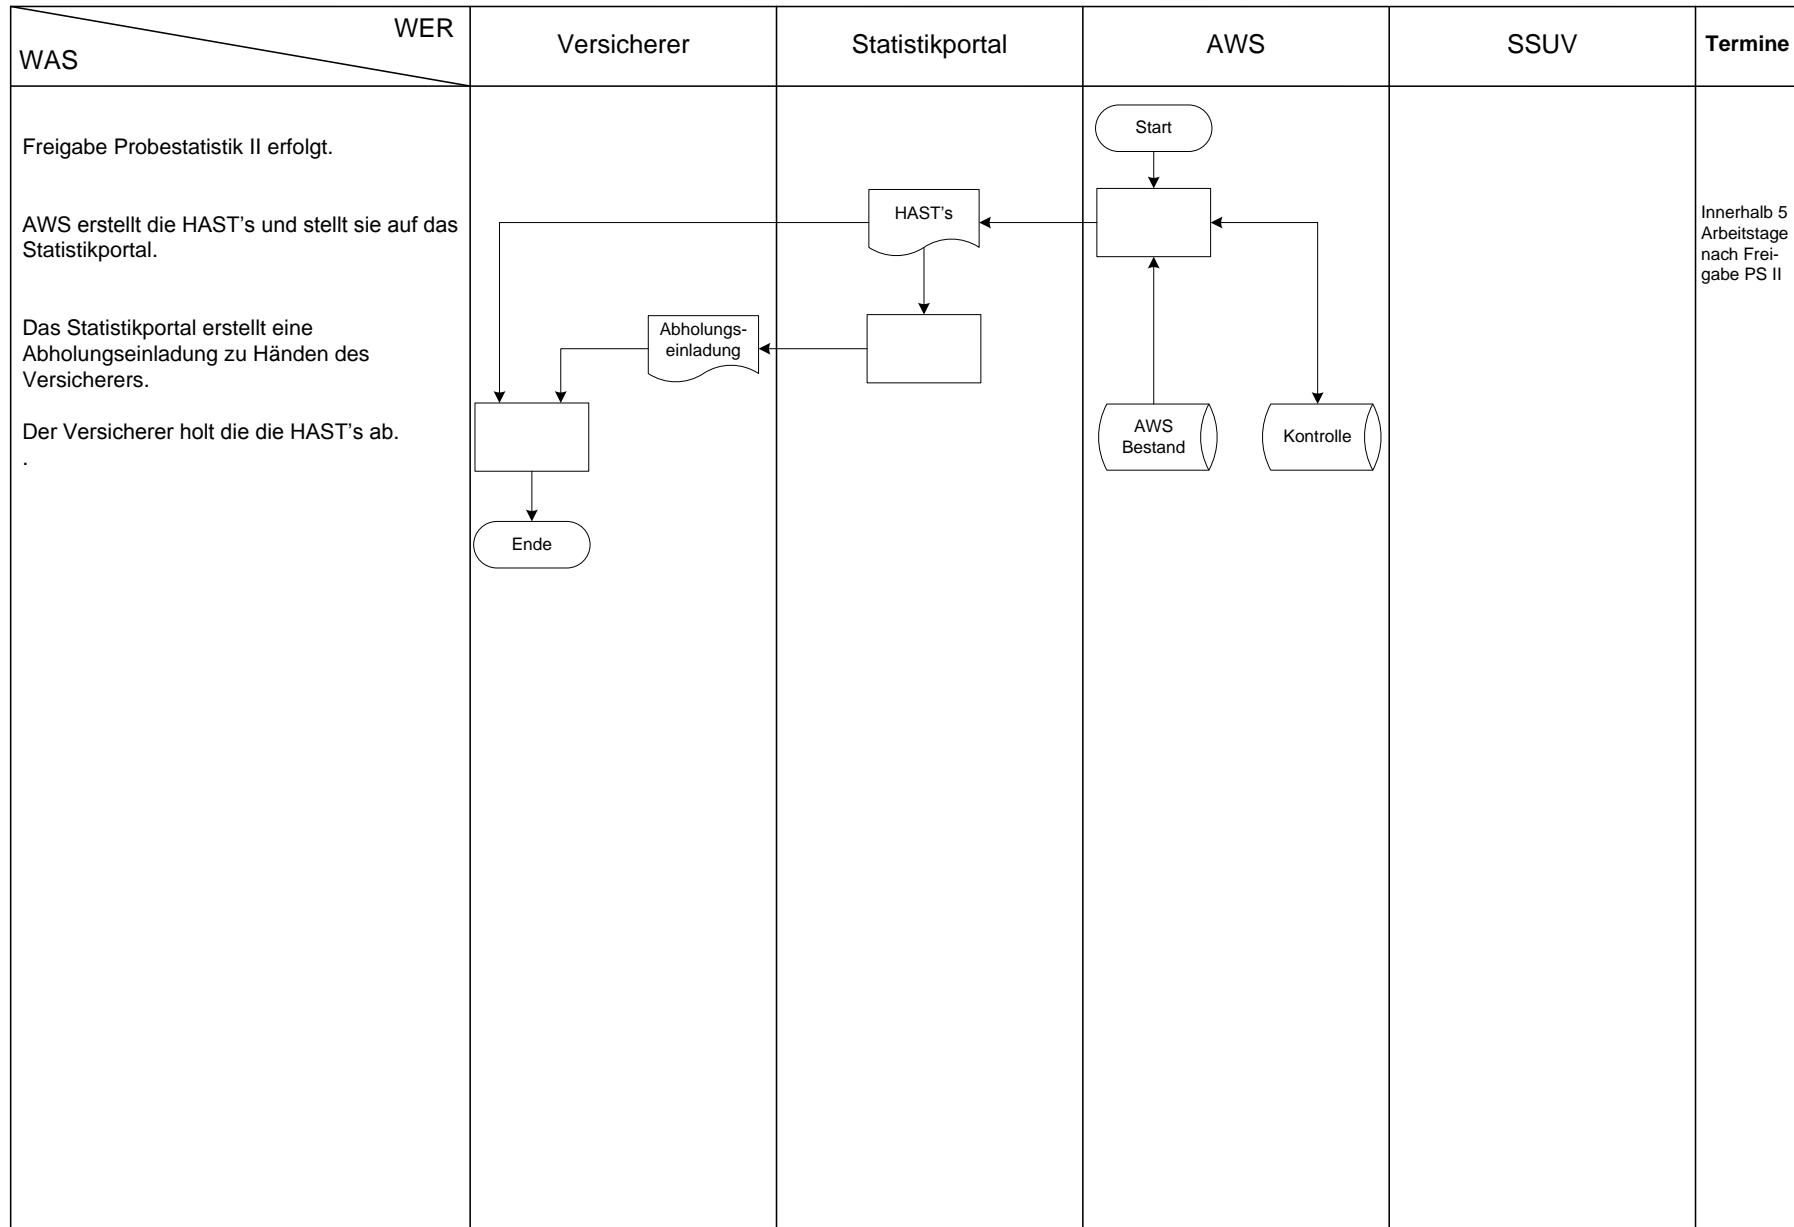 WER
WAS
Versicherer
Statistikportal
AWS
SSUV
Termine
Freigabe Probestatistik II erfolgt.
Start
AWS erstellt die HAST's und stellt sie auf das
Statistikportal.
HAST's
Innerhalb 5
Arbeitstage
nach Frei-
gabe PS II
Das Statistikportal erstellt eine
Abholungseinladung zu Händen des
Versicherers.
Abholungs-
einladung
Der Versicherer holt die die HAST's ab.
.
AWS
Bestand
Kontrolle
Ende